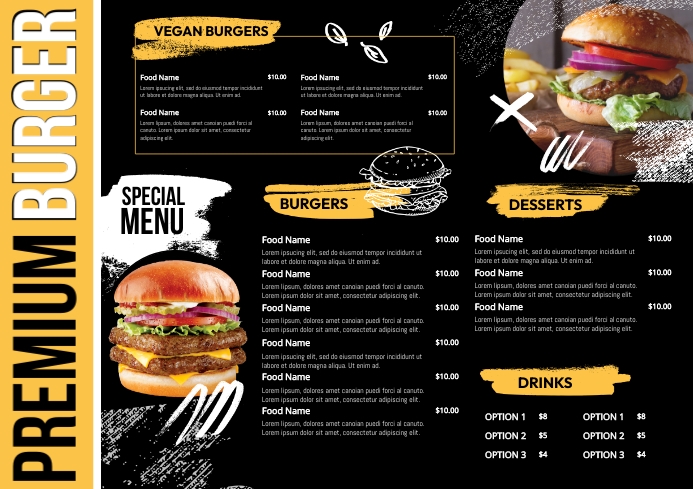 PREMIUM BURGER
VEGAN BURGERS
Food Name $10.00
Lorem ipsucing elit, sed do eiusmod tempor incididunt
ut labore et dolore magna aliqua. Ut enim ad.
Food Name $10.00
Lorem ipsucing elit, sed do eiusmod tempor incididunt
ut labore et dolore magna aliqua. Ut enim ad.
Food Name $10.00
Lorem ipsum, dolores amet canoian puedi forci al
canuto. Lorem ipsum dolor sit amet, consectetur
adipiscing elit.
Food Name $10.00
Lorem ipsum, dolores amet canoian puedi forci al
canuto. Lorem ipsum dolor sit amet, consectetur
adipiscing elit.
SPECIAL
MENU
BURGERS
Food Name $10.00
Lorem ipsucing elit, sed do eiusmod tempor incididunt ut
labore et dolore magna aliqua. Ut enim ad.
Food Name $10.00
Lorem ipsum, dolores amet canoian puedi forci al canuto.
Lorem ipsum dolor sit amet, consectetur adipiscing elit.
Food Name $10.00
Lorem ipsum, dolores amet canoian puedi forci al canuto.
Lorem ipsum dolor sit amet, consectetur adipiscing elit.
Food Name $10.00
Lorem ipsucing elit, sed do eiusmod tempor incididunt ut
labore et dolore magna aliqua. Ut enim ad.
Food Name $10.00
Lorem ipsum, dolores amet canoian puedi forci al canuto.
Lorem ipsum dolor sit amet, consectetur adipiscing elit.
Food Name $10.00
Lorem ipsum, dolores amet canoian puedi forci al canuto.
Lorem ipsum dolor sit amet, consectetur adipiscing elit.
DESSERTS
Food Name $10.00
Lorem ipsucing elit, sed do eiusmod tempor incididunt ut
labore et dolore magna aliqua. Ut enim ad.
Food Name $10.00
Lorem ipsum, dolores amet canoian puedi forci al canuto.
Lorem ipsum dolor sit amet, consectetur adipiscing elit.
Food Name $10.00
Lorem ipsum, dolores amet canoian puedi forci al canuto.
Lorem ipsum dolor sit amet, consectetur adipiscing elit.
DRINKS
OPTION 1 $8 OPTION 1 $8
OPTION 2 $5 OPTION 2 $5
OPTION 3 $4 OPTION 3 $4